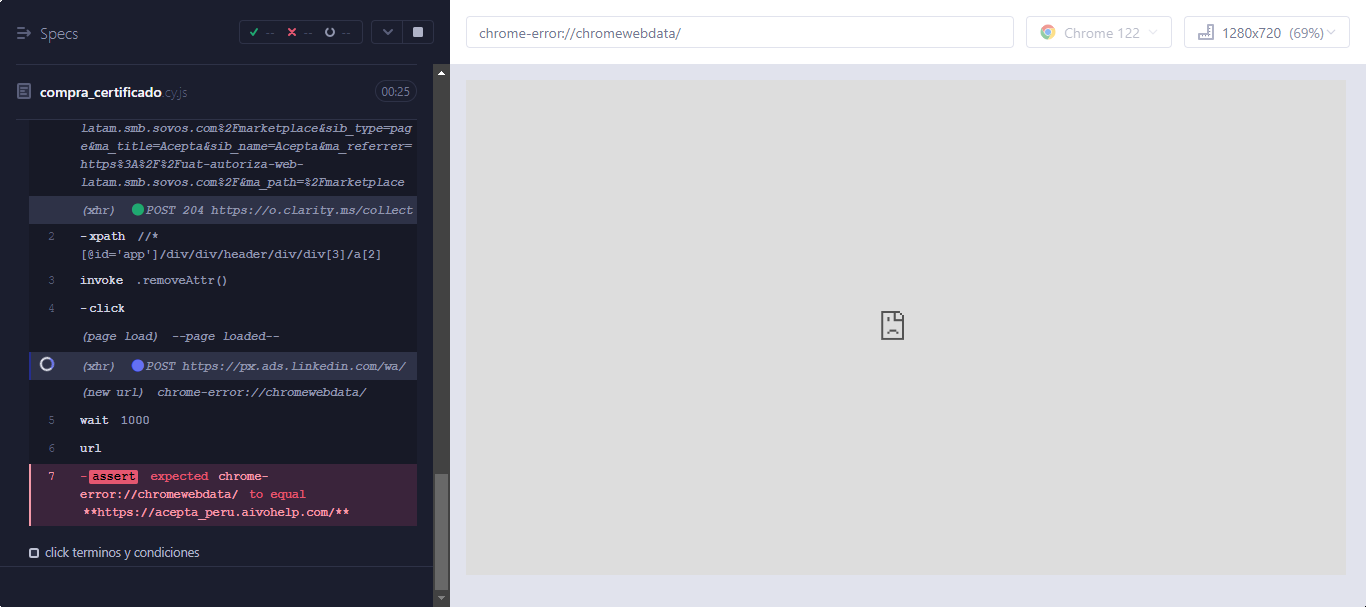 Specs
-- -- --
chrome-error://chromewebdata/
Chrome 122
1280x720 (69%)
compra_certificado.cy.js
00:25
latam.smb.sovos.com%2Fmarketplace&sib_type=pag
e&ma_title=Acepta&sib_name=Acepta&ma_referrer=
https%3A%2F%2Fuat-autoriza-web-
latam.smb.sovos.com%2F&ma_path=%2Fmarketplace
(xhr) POST 204 https://o.clarity.ms/collect
2 -xpath //*
[@id='app']/div/div/header/div/div[3]/a[2]
3 invoke .removeAttr()
4 -click
(page load) --page loaded--
(xhr) POST https://px.ads.linkedin.com/wa/
(new url) chrome-error://chromewebdata/
5 wait 1000
6 url
7 -assert expected chrome-
error://chromewebdata/ to equal
**https://acepta_peru.aivohelp.com/**
click terminos y condiciones